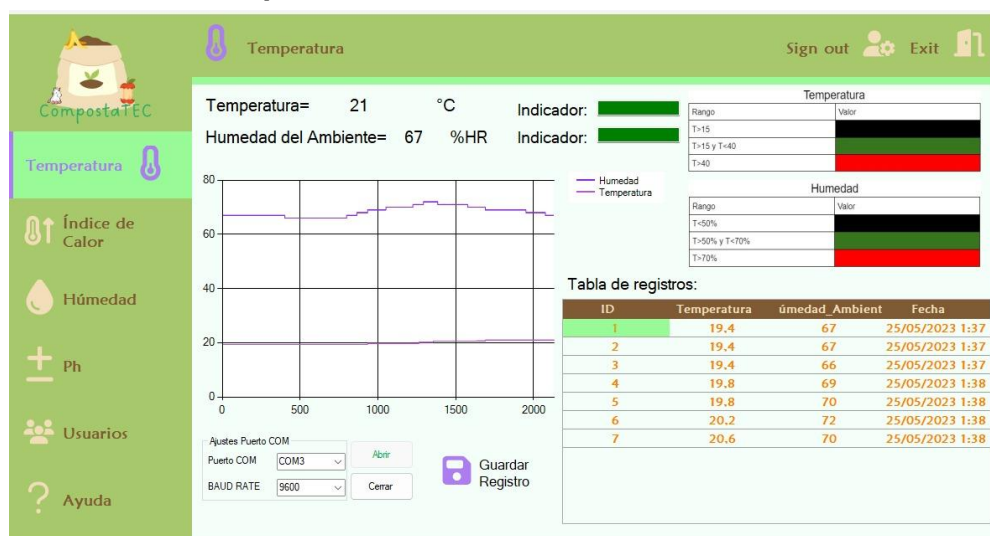 CompostaTEC
Temperatura
Sign out
Exit
Temperatura
Índice de
Calor
Húmedad
Ph
Usuarios
Ayuda
Temperatura= 21 °C Indicador:
Humedad del Ambiente= 67 %HR Indicador:
Temperatura
Rango Valor
T>15
T>15 y T<40
T>40
Humedad
Rango Valor
T<50%
T>50% y T<70%
T>70%
Humedad
Temperatura
80
60
40
20
0
0 500 1000 1500 2000
Ajustes Puerto COM
Puerto COM COM3 Abrir
BAUD RATE 9600 Cerrar
Guardar
Registro
Tabla de registros:
ID Temperatura úmedad_Ambient Fecha
1 19.4 67 25/05/2023 1:37
2 19.4 67 25/05/2023 1:37
3 19.4 66 25/05/2023 1:37
4 19.8 69 25/05/2023 1:38
5 19.8 70 25/05/2023 1:38
6 20.2 72 25/05/2023 1:38
7 20.6 70 25/05/2023 1:38